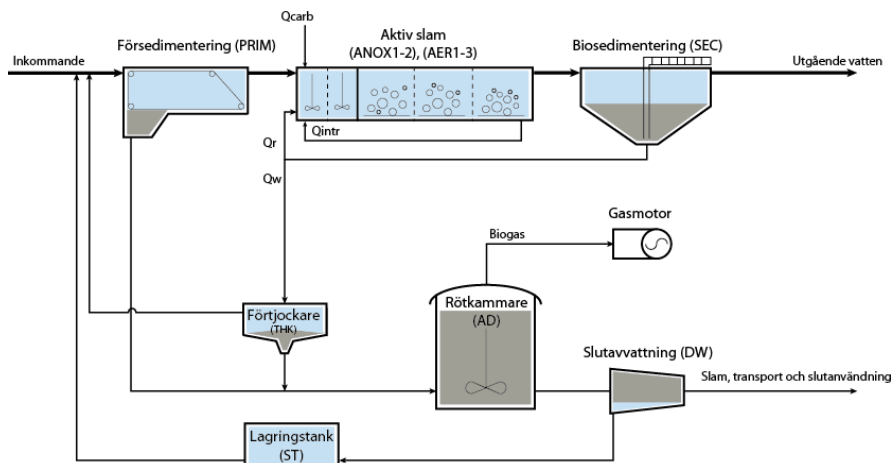 Qcarb
Inkommande
Försedimentering (PRIM)
Aktiv slam
(ANOX1-2), (AER1-3)
Biosedimentering (SEC)
Utgående vatten
Qintr
Qr
Qw
Gasmotor
Biogas
Förtjockare
(THK)
Rötkammare
(AD)
Slutavvattning (DW)
Slam, transport och slutanvändning
Lagringstank
(ST)